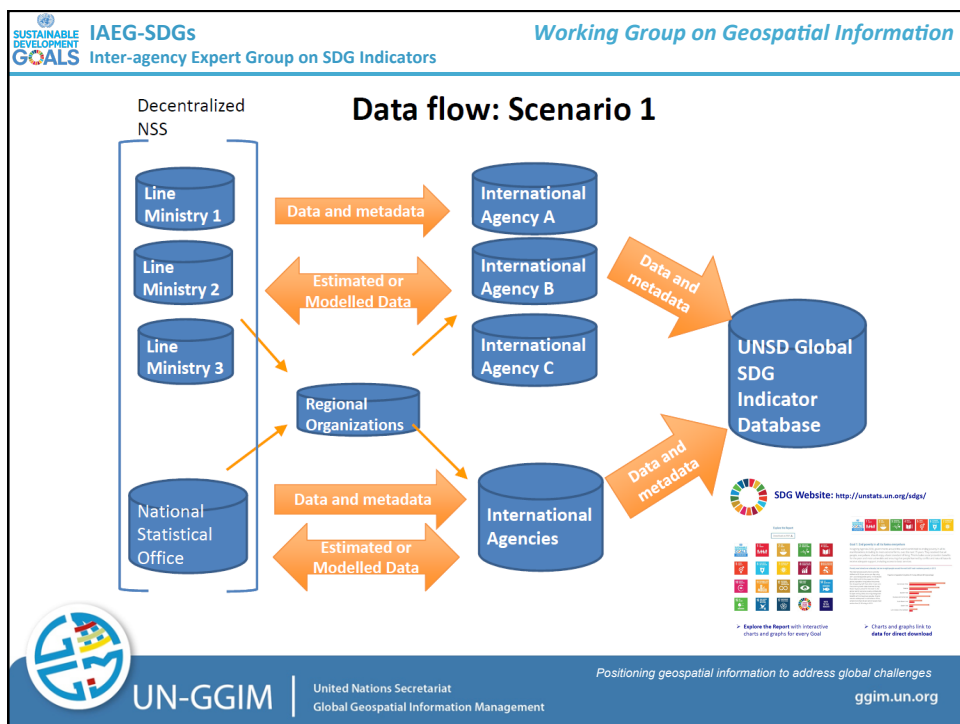 SUSTAINABLE
DEVELOPMENT
GOALS
IAEG-SDGs
Inter-agency Expert Group on SDG Indicators
Working Group on Geospatial Information
Data flow: Scenario 1
Decentralized
NSS
Line
Ministry 1
Line
Ministry 2
Line
Ministry 3
National
Statistical
Office
Data and metadata
Estimated or
Modelled Data
Regional
Organizations
Data and metadata
Estimated or
Modelled Data
International
Agency A
International
Agency B
International
Agency C
International
Agencies
Data and
metadata
Data and
metadata
UNSD Global
SDG
Indicator
Database
SDG Website: http://unstats.un.org/sdgs/
➢ Explore the Report with interactive
charts and graphs for every Goal
➢ Charts and graphs link to
data for direct download
UN-GGIM
United Nations Secretariat
Global Geospatial Information Management
Positioning geospatial information to address global challenges
ggim.un.org